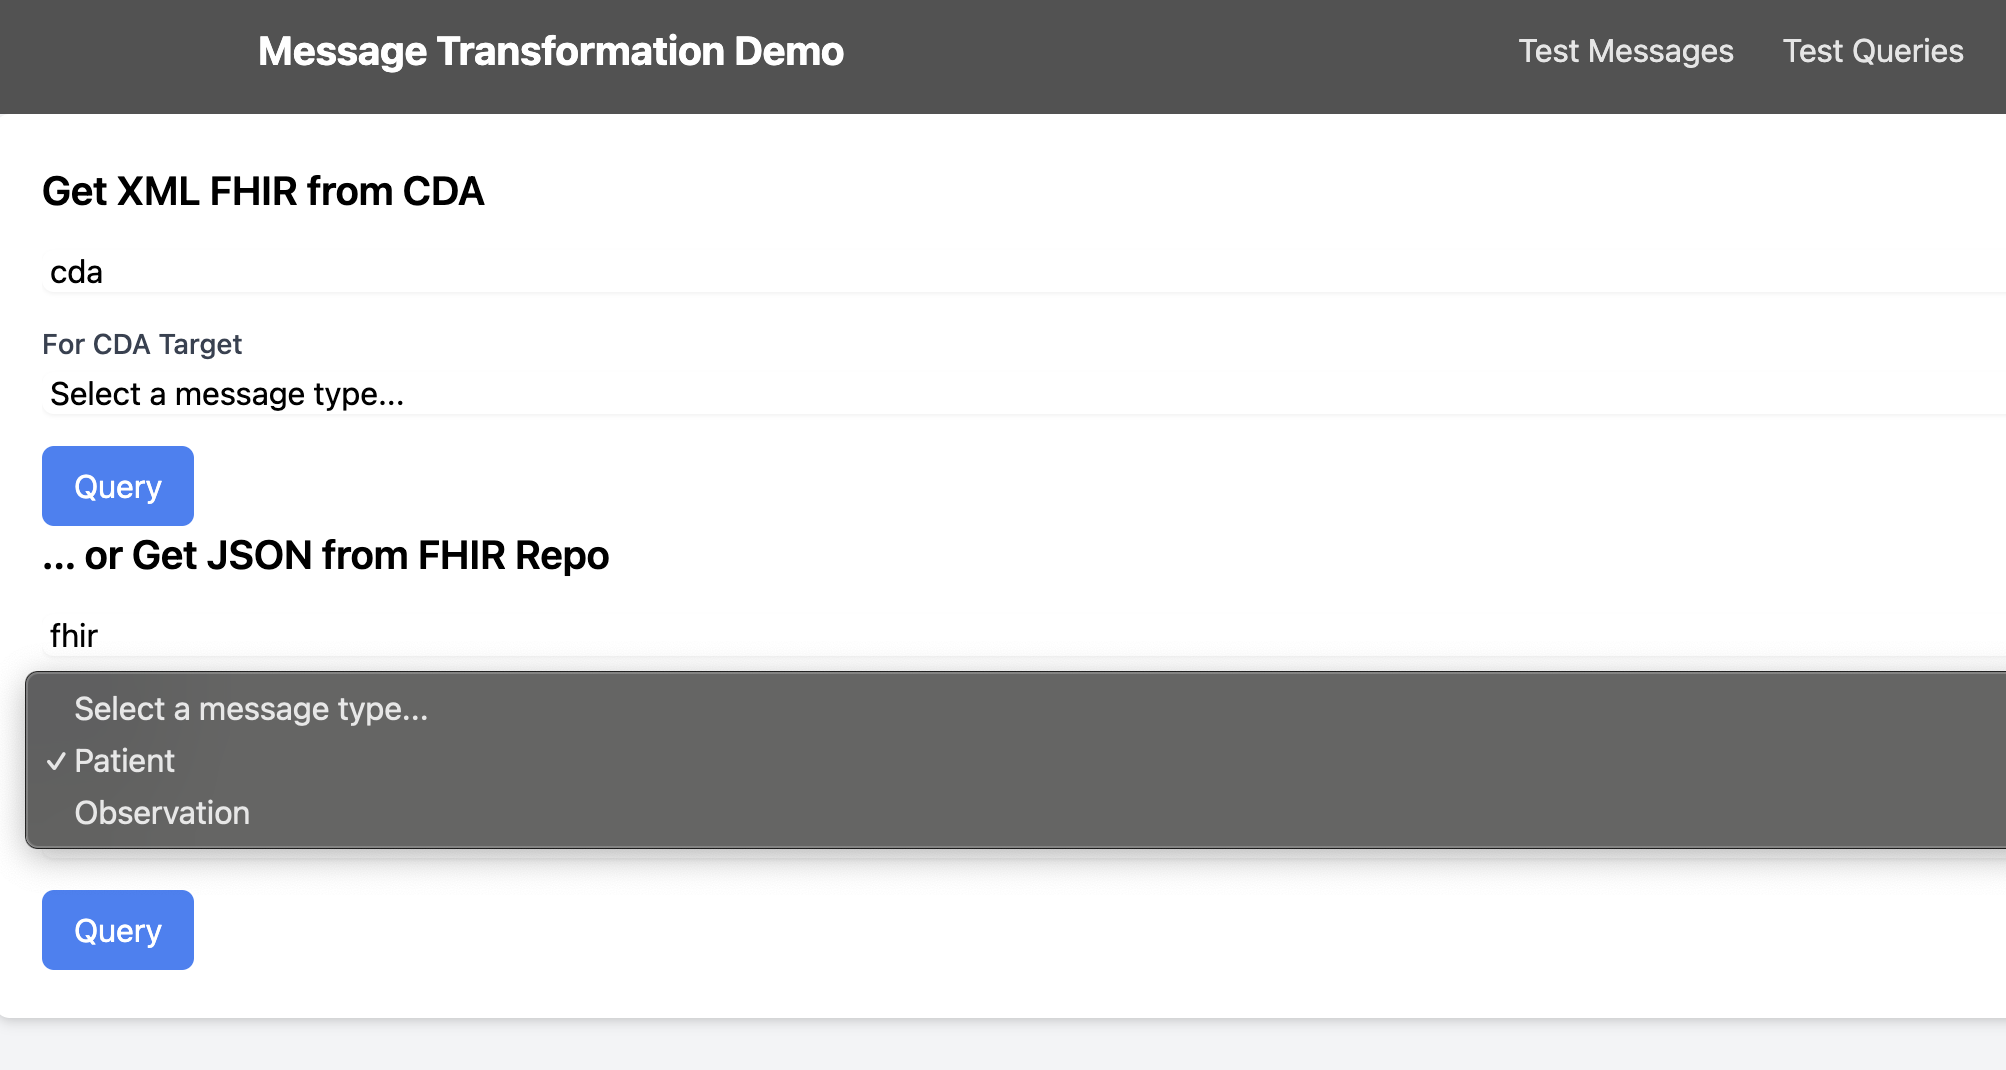 Message Transformation Demo Test Messages Test Queries
Get XML FHIR from CDA
cda
For CDA Target
Select a message type...
Query
... or Get JSON from FHIR Repo
fhir
Select a message type...
✓ Patient
Observation
Query